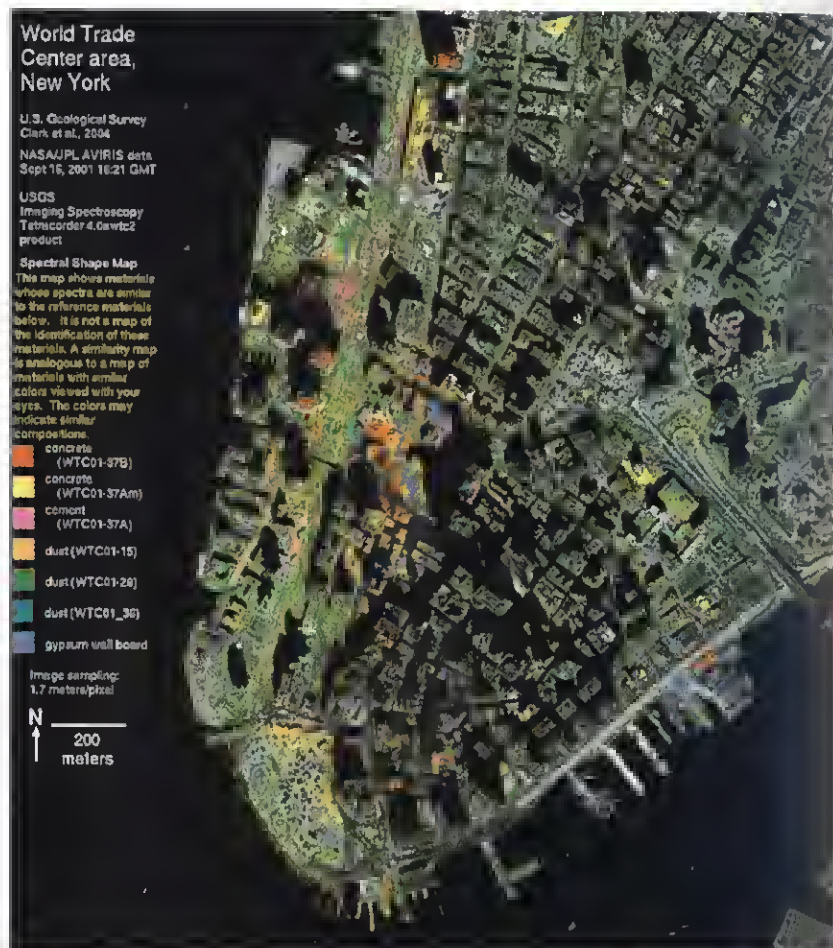 World Trade
Center area,
New York
U.S. Geological Survey
Clark et al., 2004
NASA/JPL AVIRIS data
Sept 16, 2001 16:21 GMT
USGS
Imaging Spectroscopy
Tetracorder 4.0awtc2
product
Spectral Shape Map
This map shows materials
whose spectra are similar
to the reference materials
below. It is not a map of
the identification of these
materials. A similarity map
is analogous to a map of
materials with similar
colors viewed with your
eyes. The colors may
indicate similar
compositions.
concrete
(WTC01-37B)
concrete
(WTC01-37Am)
cement
(WTC01-37A)
dust (WTC01-15)
dust (WTC01-28)
dust (WTC01_36)
gypsum wall board
Image sampling:
1.7 meters/pixel
N
200
meters